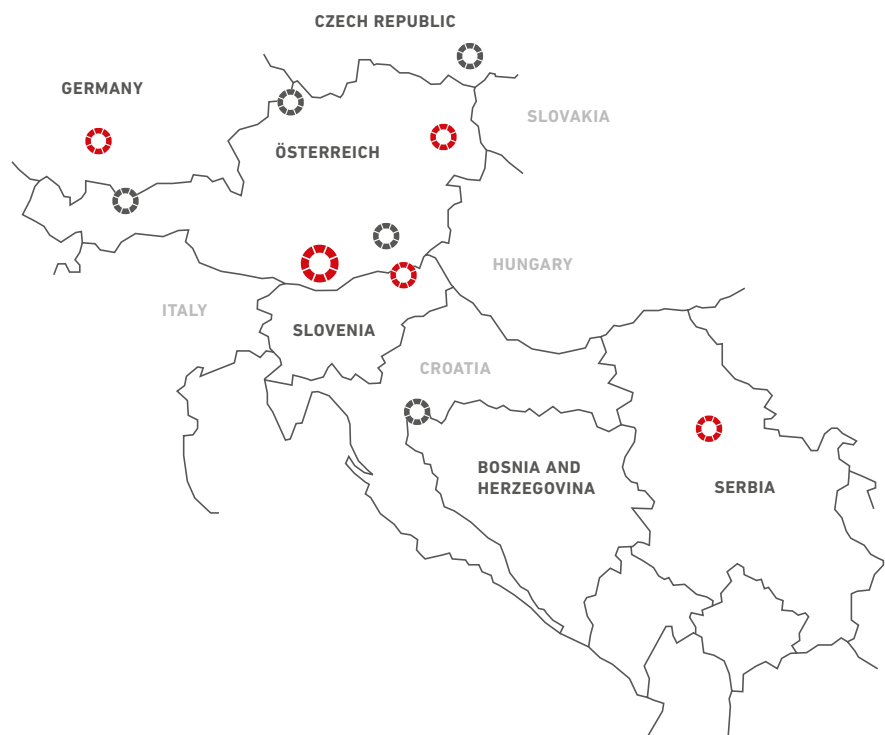 CZECH REPUBLIC
GERMANY
SLOVAKIA
ÖSTERREICH
HUNGARY
ITALY
SLOVENIA
CROATIA
BOSNIA AND
HERZEGOVINA
SERBIA